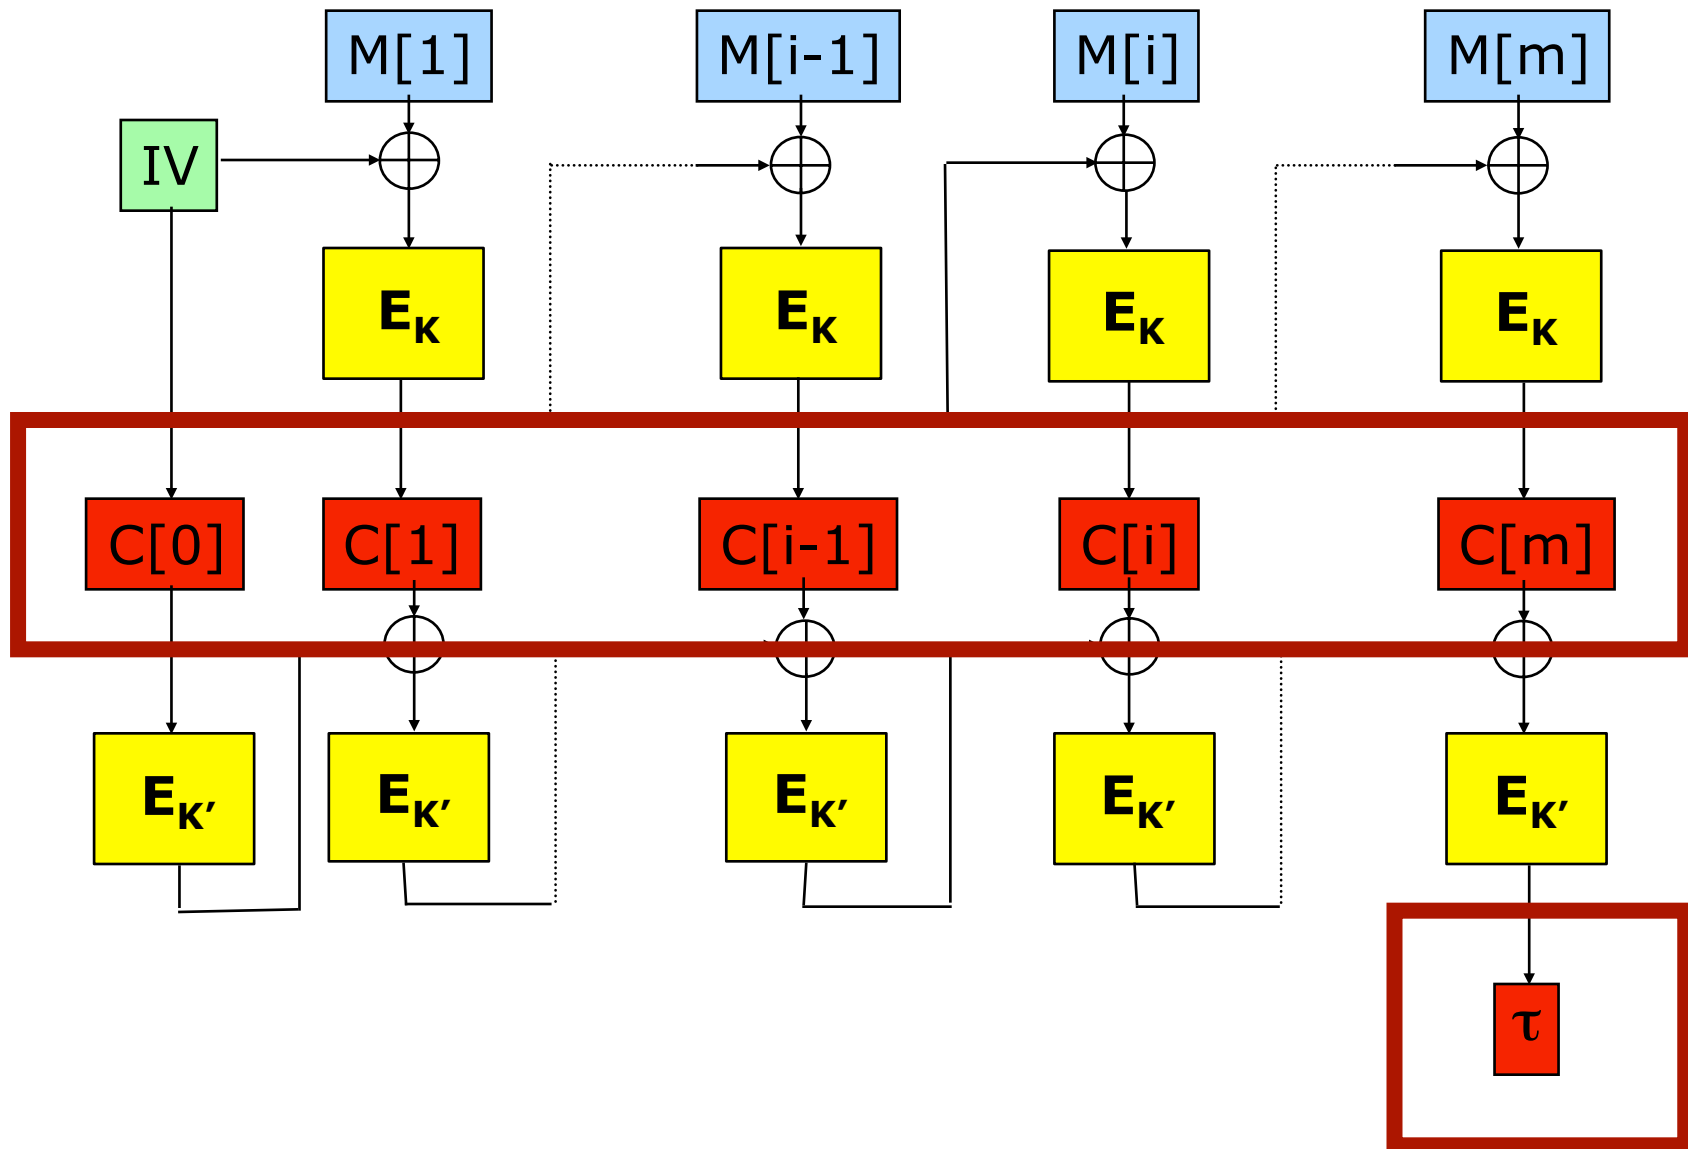 M[1] M[i-1] M[i] M[m]
IV
E_K E_K E_K E_K
C[0] C[1] C[i-1] C[i] C[m]
E_K′ E_K′ E_K′ E_K′ E_K′
τ